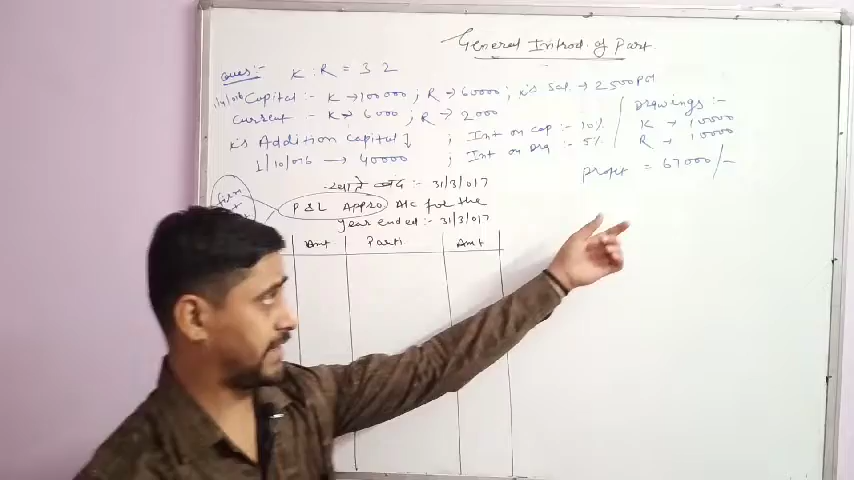 General Introd. of Part.
Ques:- K : R = 3 2
1/4/016 Capital :- K → 100000 ; R → 60000 ; K's Sal. → 2500 pm
Current :- K → 6000 ; R → 2000
K's Addition Capital ; Int on Cap :- 10%
1/10/016 → 40000 ; Int on Drg :- 5%
Drawings :-
K → 10000
R → 10000
Profit = 67000/-
खाते बंद :- 31/3/017
P & L Appro. A/c for the
year ended :- 31/3/017
Amt Parti Amt